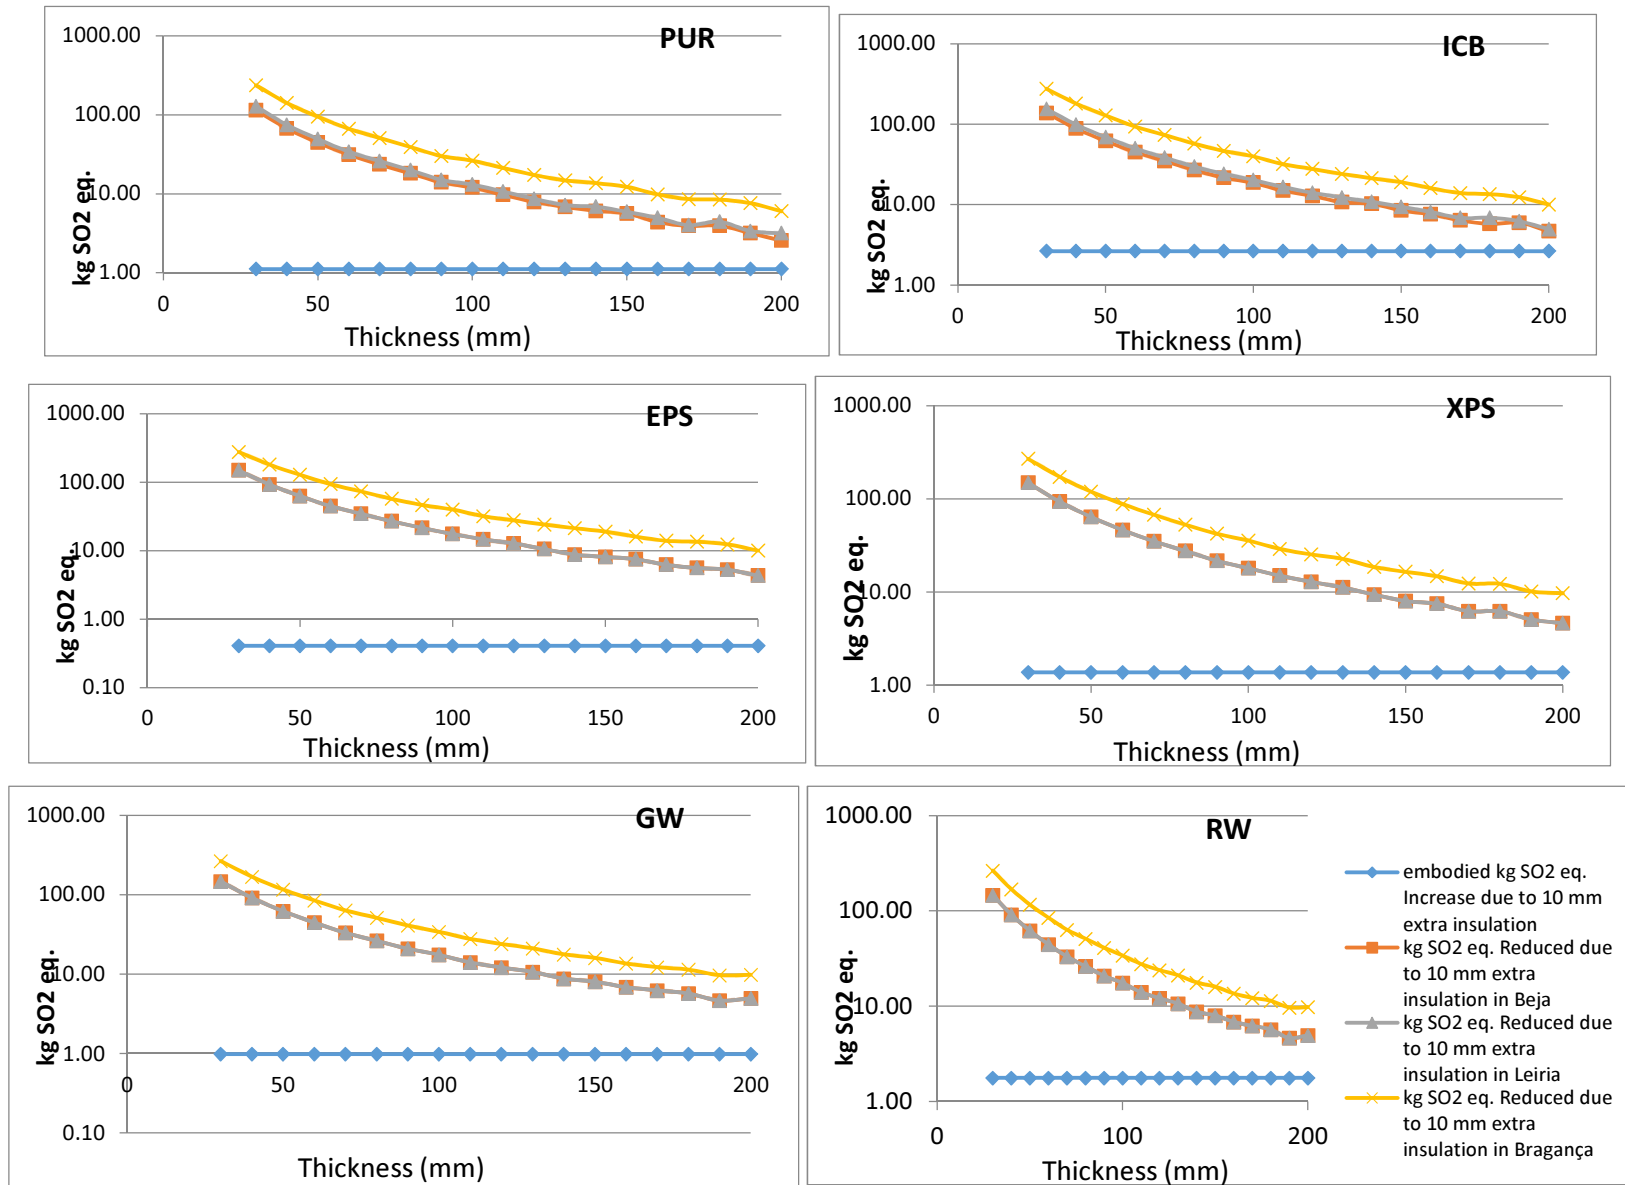 PUR
1000.00
100.00
10.00
1.00
0
50
100
150
200
kg SO2 eq.
Thickness (mm)
ICB
1000.00
100.00
10.00
1.00
0
50
100
150
200
kg SO2 eq.
Thickness (mm)
EPS
1000.00
100.00
10.00
1.00
0.10
0
50
100
150
200
kg SO2 eq.
Thickness (mm)
XPS
1000.00
100.00
10.00
1.00
0
50
100
150
200
kg SO2 eq.
Thickness (mm)
GW
1000.00
100.00
10.00
1.00
0.10
0
50
100
150
200
kg SO2 eq.
Thickness (mm)
RW
1000.00
100.00
10.00
1.00
0
100
200
kg SO2 eq.
Thickness (mm)
embodied kg SO2 eq.
Increase due to 10 mm
extra insulation
kg SO2 eq. Reduced due
to 10 mm extra
insulation in Beja
kg SO2 eq. Reduced due
to 10 mm extra
insulation in Leiria
kg SO2 eq. Reduced due
to 10 mm extra
insulation in Bragança